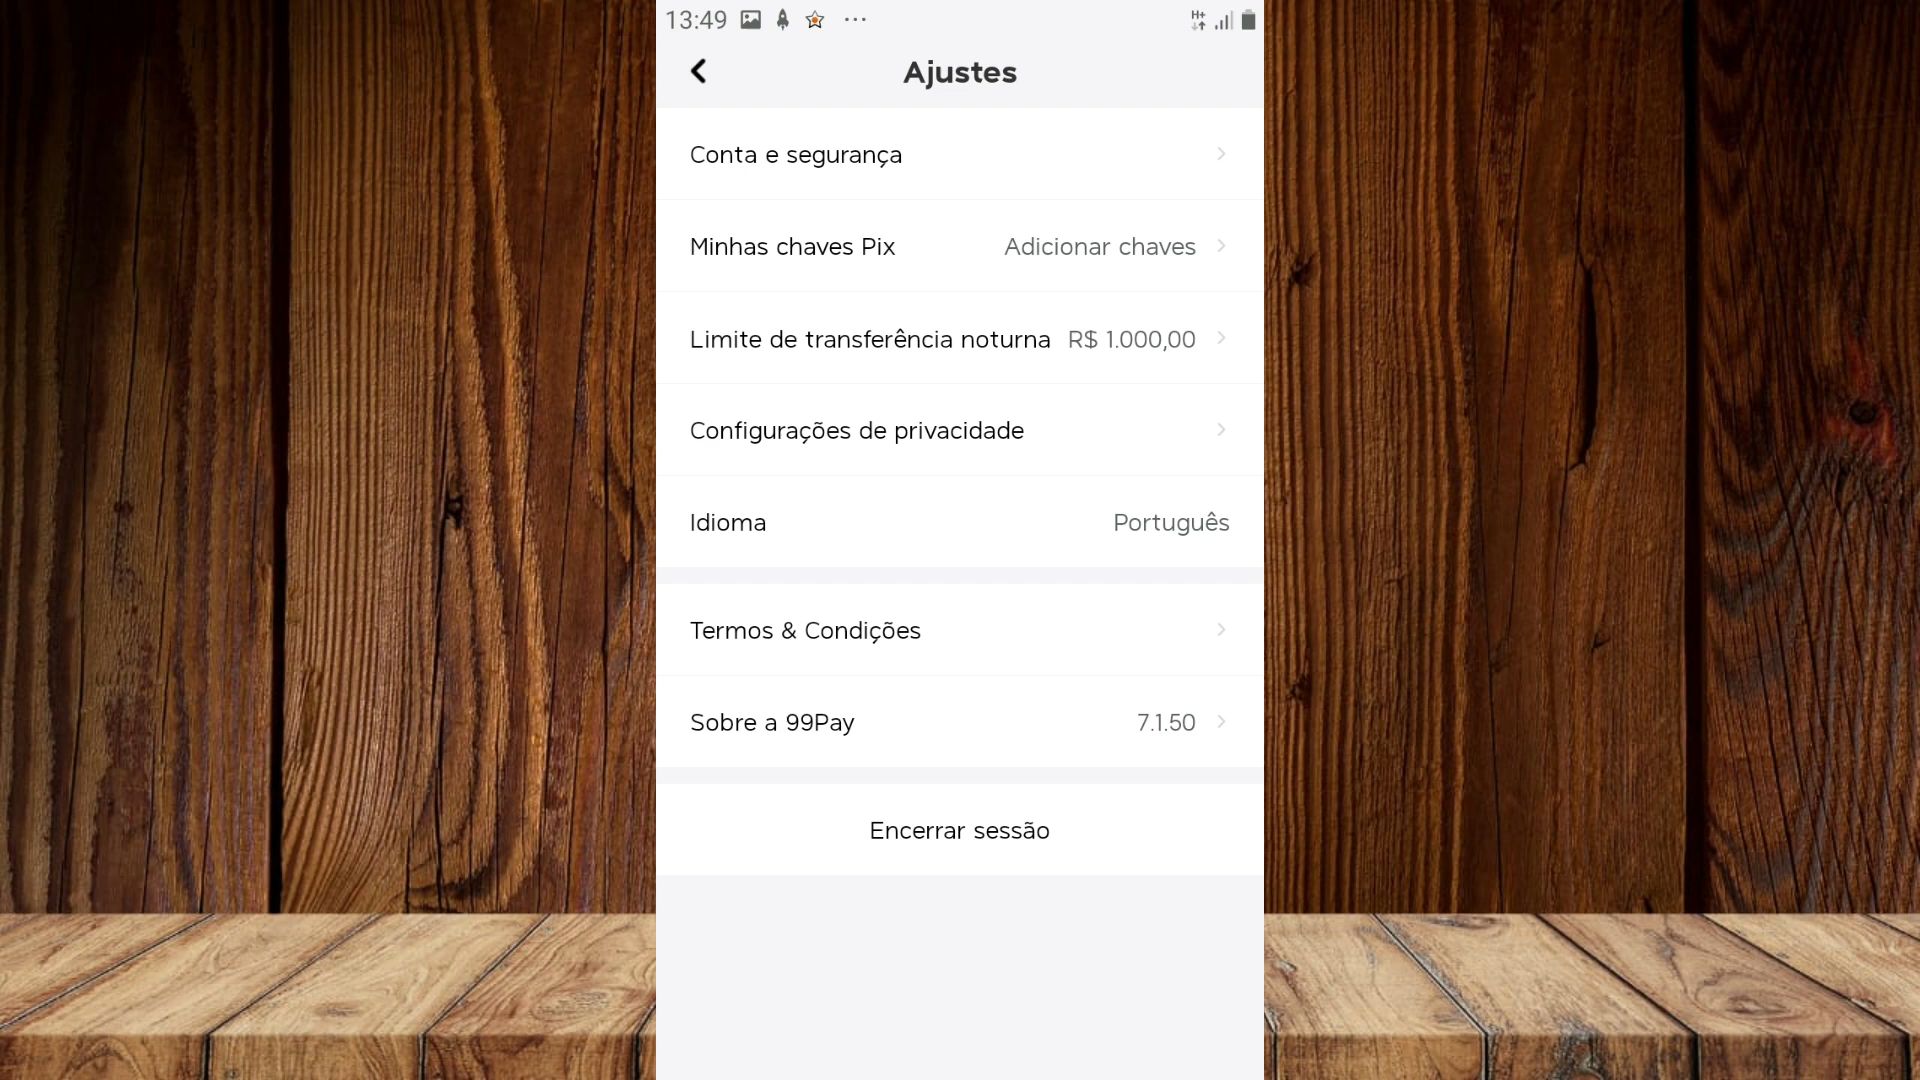 13:49
H+
Ajustes
Conta e segurança
Minhas chaves Pix Adicionar chaves
Limite de transferência noturna R$ 1.000,00
Configurações de privacidade
Idioma Português
Termos & Condições
Sobre a 99Pay 7.1.50
Encerrar sessão